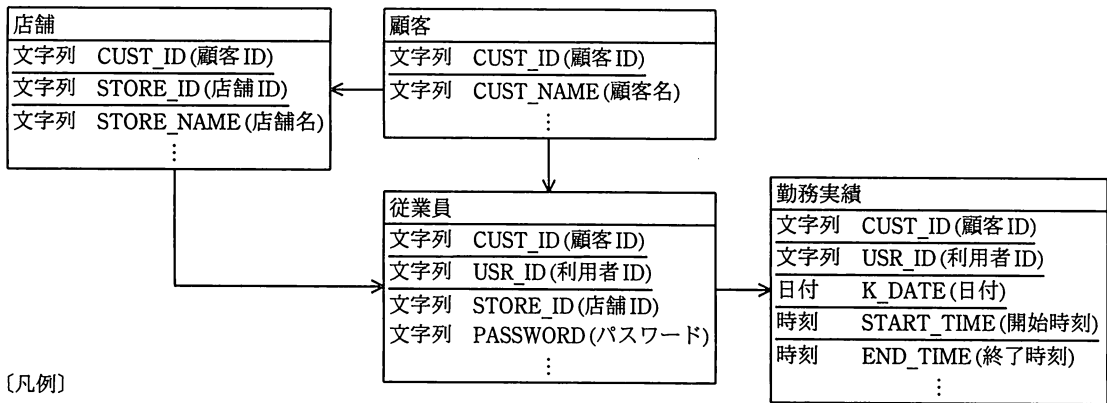 店舗
文字列 CUST_ID(顧客ID)
文字列 STORE_ID(店舗ID)
文字列 STORE_NAME(店舗名)
⋮
顧客
文字列 CUST_ID(顧客ID)
文字列 CUST_NAME(顧客名)
⋮
従業員
文字列 CUST_ID(顧客ID)
文字列 USR_ID(利用者ID)
文字列 STORE_ID(店舗ID)
文字列 PASSWORD(パスワード)
⋮
勤務実績
文字列 CUST_ID(顧客ID)
文字列 USR_ID(利用者ID)
日付 K_DATE(日付)
時刻 START_TIME(開始時刻)
時刻 END_TIME(終了時刻)
⋮
〔凡例〕